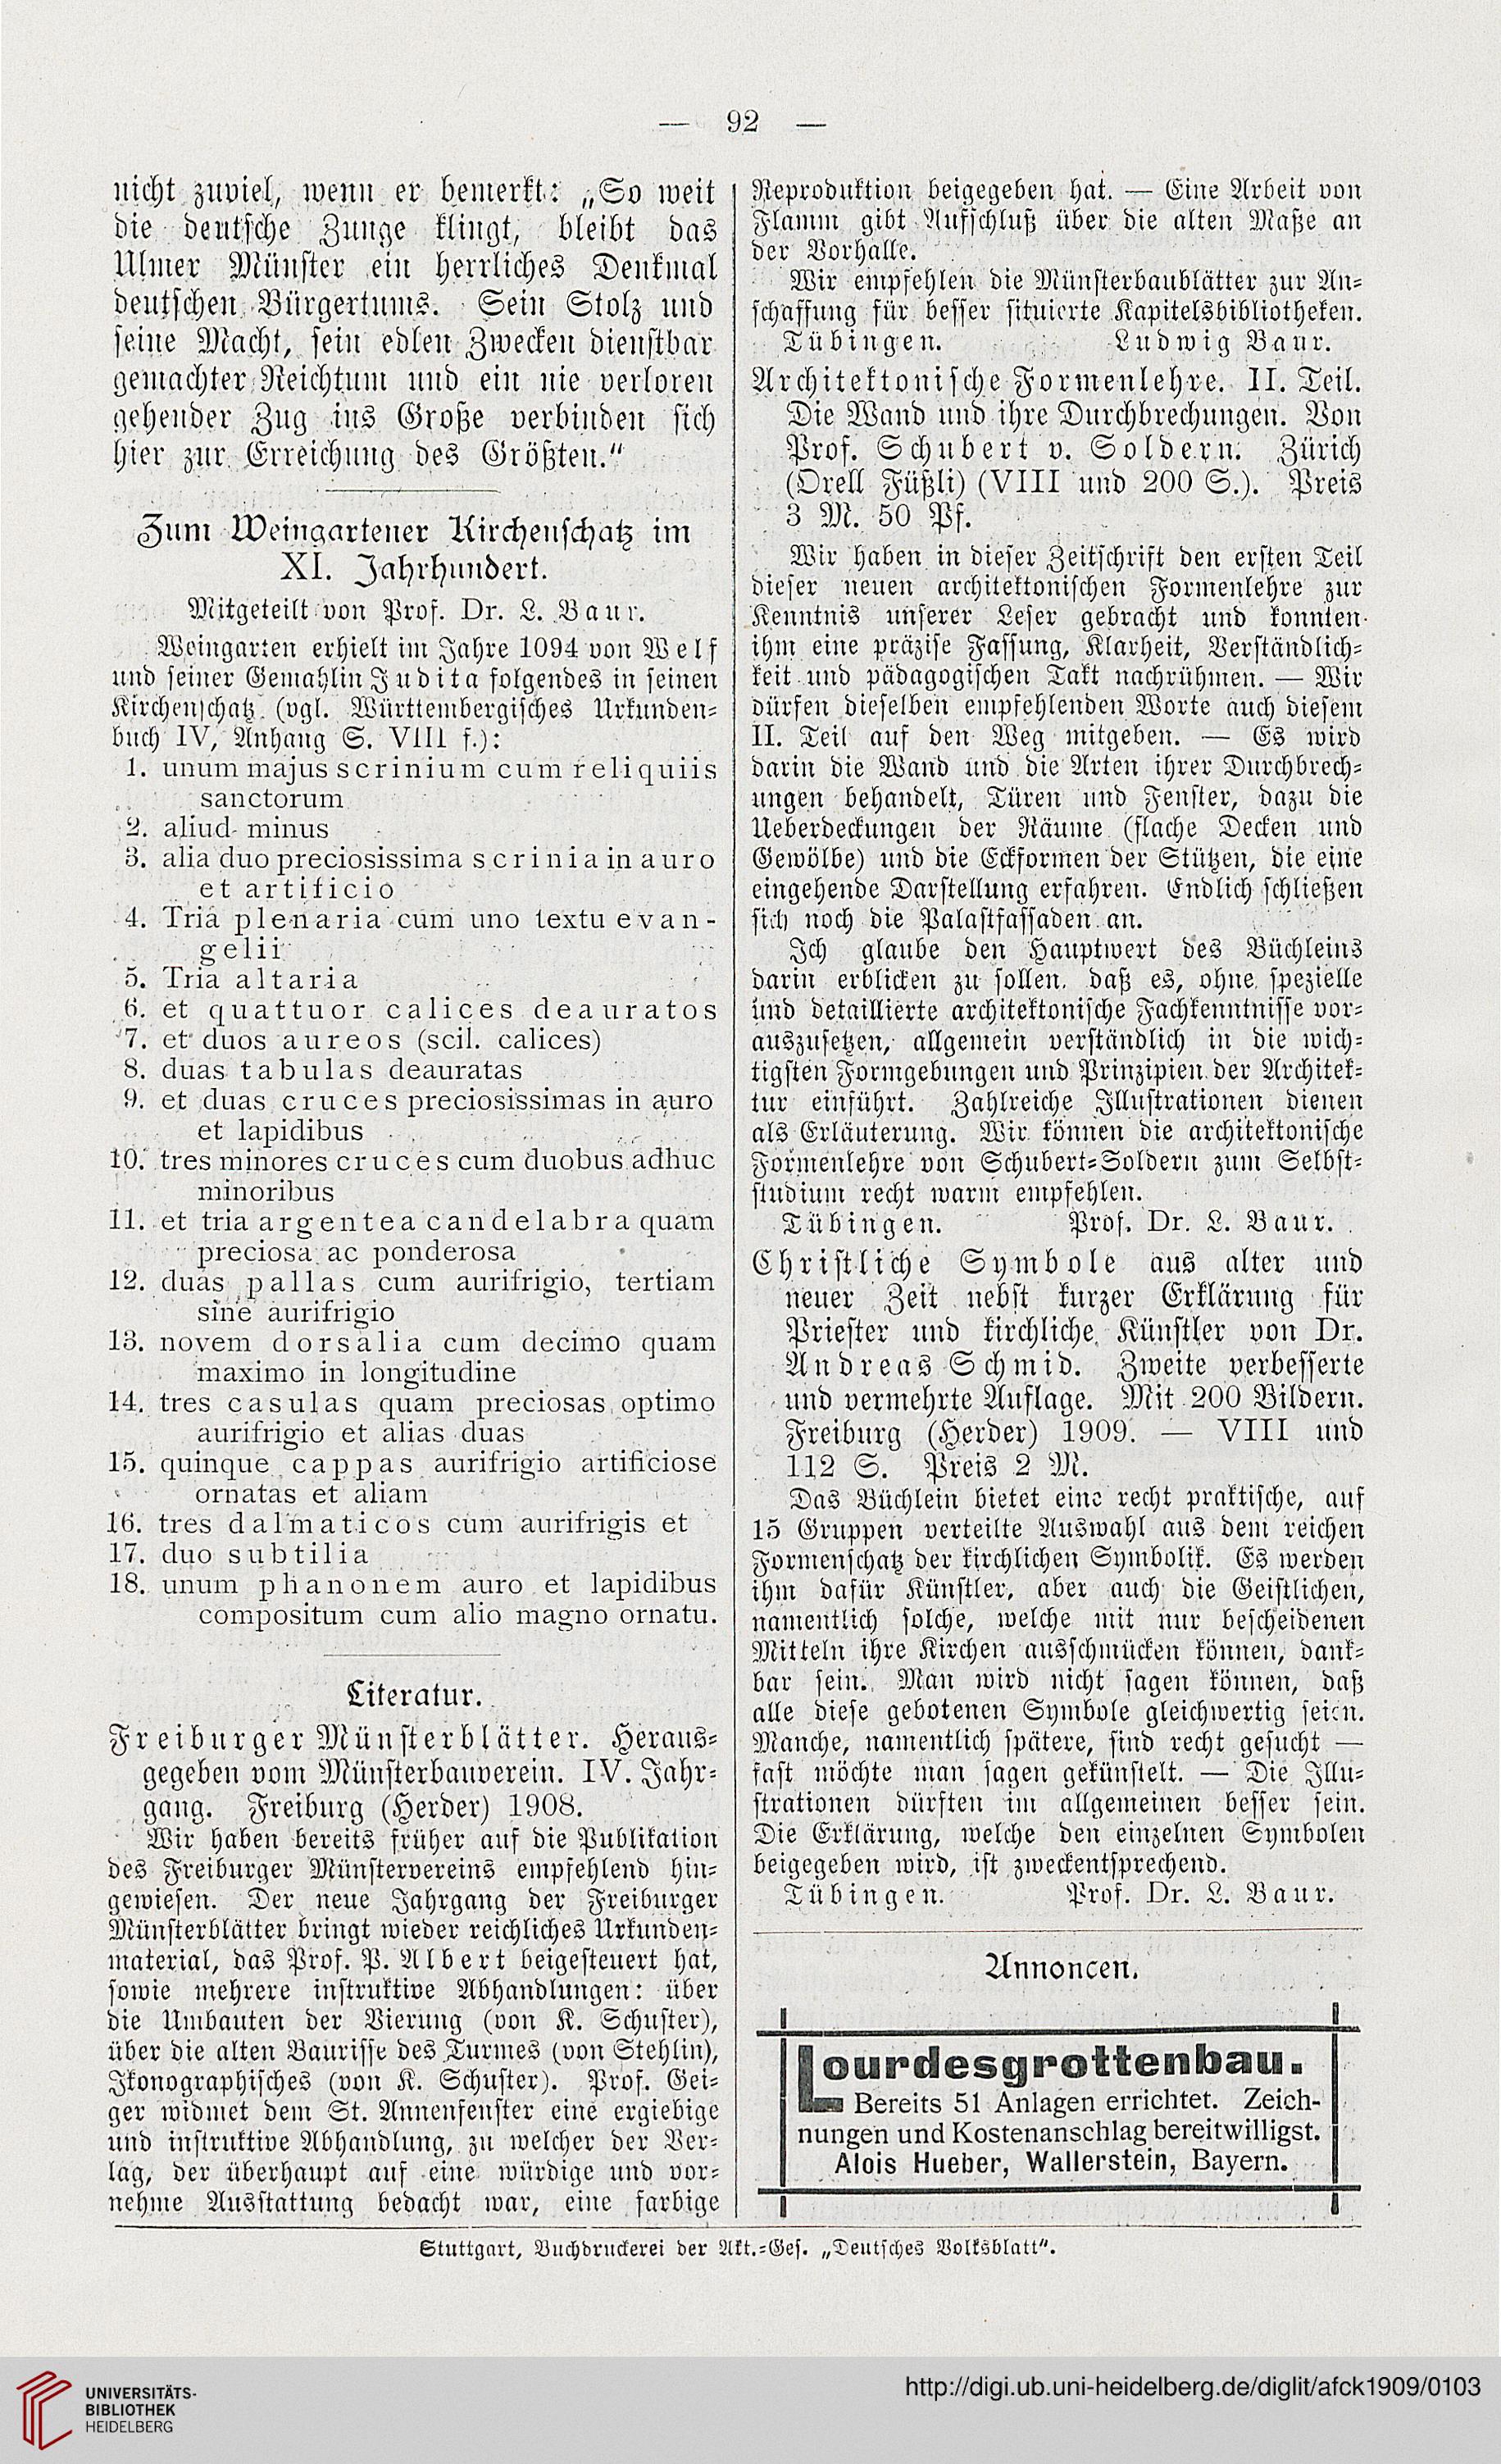 — 92 —
nicht zuviel, wenn er bemerkt: „So weit
die deutsche Zunge klingt, bleibt das
Ulmer Münster ein herrliches Denkmal
deutschen Bürgertums. Sein Stolz und
seine Macht, sein edlen Zwecken dienstbar
gemachter Reichtum und ein nie verloren
gehender Zug ins Große verbinden sich
hier zur Erreichung des Größten.“
Zum Weingartener Kirchenschatz im
XI. Jahrhundert.
Mitgeteilt von Prof. Dr. L. Baur.
Weingarten erhielt im Jahre 1094 von Welf
und seiner Gemahlin Judita folgendes in seinen
Kirchenschatz (vgl. Württembergisches Urkunden-
buch IV, Anhang S. VIII f.):
1. unum majus scrinium cum reliquiis
sanctorum
2. aliud minus
3. alia duo preciosissima scrinia in auro
et artificio
4. Tria plenaria cum uno textu evan-
gelii
5. Tria altaria
6. et quattuor calices deauratos
7. et duos aureos (scil. calices)
8. duas tabulas deauratas
9. et duas cruces preciosissimas in auro
et lapidibus
10. tres minores cruces cum duobus adhuc
minoribus
11. et tria argentea candelabra quam
preciosa ac ponderosa
12. duas pallas cum aurifrigio, tertiam
sine aurifrigio
13. novem dorsalia cum decimo quam
maximo in longitudine
14. tres casulas quam preciosas optimo
aurifrigio et alias duas
15. quinque cappas aurifrigio artificiose
ornatas et aliam
16. tres dalmaticos cum aurifrigis et
17. duo subtilia
18. unum phanonem auro et lapidibus
compositum cum alio magno ornatu.
Literatur.
Freiburger Münsterblätter. Heraus-
gegeben vom Münsterbauverein. IV. Jahr-
gang. Freiburg (Herder) 1908.
Wir haben bereits früher auf die Publikation
des Freiburger Münstervereins empfehlend hin-
gewiesen. Der neue Jahrgang der Freiburger
Münsterblätter bringt wieder reichliches Urkunden-
material, das Prof. P. Albert beigesteuert hat,
sowie mehrere instruktive Abhandlungen: über
die Umbauten der Vierung (von K. Schuster),
über die alten Baurisse des Turmes (von Stehlin),
Ikonographisches (von K. Schuster). Prof. Gei-
ger widmet dem St. Annenfenster eine ergiebige
und instruktive Abhandlung, zu welcher der Ver-
lag, der überhaupt auf eine würdige und vor-
nehme Ausstattung bedacht war, eine farbige
Reproduktion beigegeben hat. — Eine Arbeit von
Flamm gibt Aufschluß über die alten Maße an
der Vorhalle.
Wir empfehlen die Münsterbaublätter zur An-
schaffung für besser situierte Kapitelsbibliotheken.
Tübingen. Ludwig Baur.
Architektonische Formenlehre. II. Teil.
Die Wand und ihre Durchbrechungen. Von
Prof. Schubert v. Soldern. Zürich
(Orell Füßli) (VIII und 200 S.). Preis
3 M. 50 Pf.
Wir haben in dieser Zeitschrift den ersten Teil
dieser neuen architektonischen Formenlehre zur
Kenntnis unserer Leser gebracht und konnten
ihm eine präzise Fassung, Klarheit, Verständlich-
keit und pädagogischen Takt nachrühmen. — Wir
dürfen dieselben empfehlenden Worte auch diesem
II. Teil auf den Weg mitgeben. — Es wird
darin die Wand und die Arten ihrer Durchbrech-
ungen behandelt, Türen und Fenster, dazu die
Ueberdeckungen der Räume (flache Decken und
Gewölbe) und die Eckformen der Stützen, die eine
eingehende Darstellung erfahren. Endlich schließen
sich noch die Palastfassaden an.
Ich glaube den Hauptwert des Büchleins
darin erblicken zu sollen, daß es, ohne spezielle
und detaillierte architektonische Fachkenntnisse vor-
auszusetzen, allgemein verständlich in die wich-
tigsten Formgebungen und Prinzipien der Architek-
tur einführt. Zahlreiche Illustrationen dienen
als Erläuterung. Wir können die architektonische
Formenlehre von Schubert-Soldern zum Selbst-
studium recht warm empfehlen.
Tübingen. Prof. Dr. L. Baur.
Christliche Symbole aus alter und
neuer Zeit nebst kurzer Erklärung für
Priester und kirchliche Künstler von Dr.
Andreas Schmid. Zweite verbesserte
und vermehrte Auflage. Mit 200 Bildern.
Freiburg (Herder) 1909. — VIII und
112 S. Preis 2 M.
Das Büchlein bietet eine recht praktische, auf
15 Gruppen verteilte Auswahl aus dem reichen
Formenschatz der kirchlichen Symbolik. Es werden
ihm dafür Künstler, aber auch die Geistlichen,
namentlich solche, welche mit nur bescheidenen
Mitteln ihre Kirchen ausschmücken können, dank-
bar sein. Man wird nicht sagen können, daß
alle diese gebotenen Symbole gleichwertig seien.
Manche, namentlich spätere, sind recht gesucht —
fast möchte man sagen gekünstelt. — Die Illu-
strationen dürften im allgemeinen besser sein.
Die Erklärung, welche den einzelnen Symbolen
beigegeben wird, ist zweckentsprechend.
Tübingen. Prof. Dr. L. Baur.
Annoncen.
Lourdesgrottenbau.
Bereits 51 Anlagen errichtet. Zeich-
nungen und Kostenanschlag bereitwilligst.
Alois Hueber, Wallerstein, Bayern.
Stuttgart, Buchdruckerei der Akt.-Ges. „Deutsches Volksblatt“.
UNIVERSITÄTS-
BIBLIOTHEK
HEIDELBERG
http://digi.ub.uni-heidelberg.de/diglit/afck1909/0103